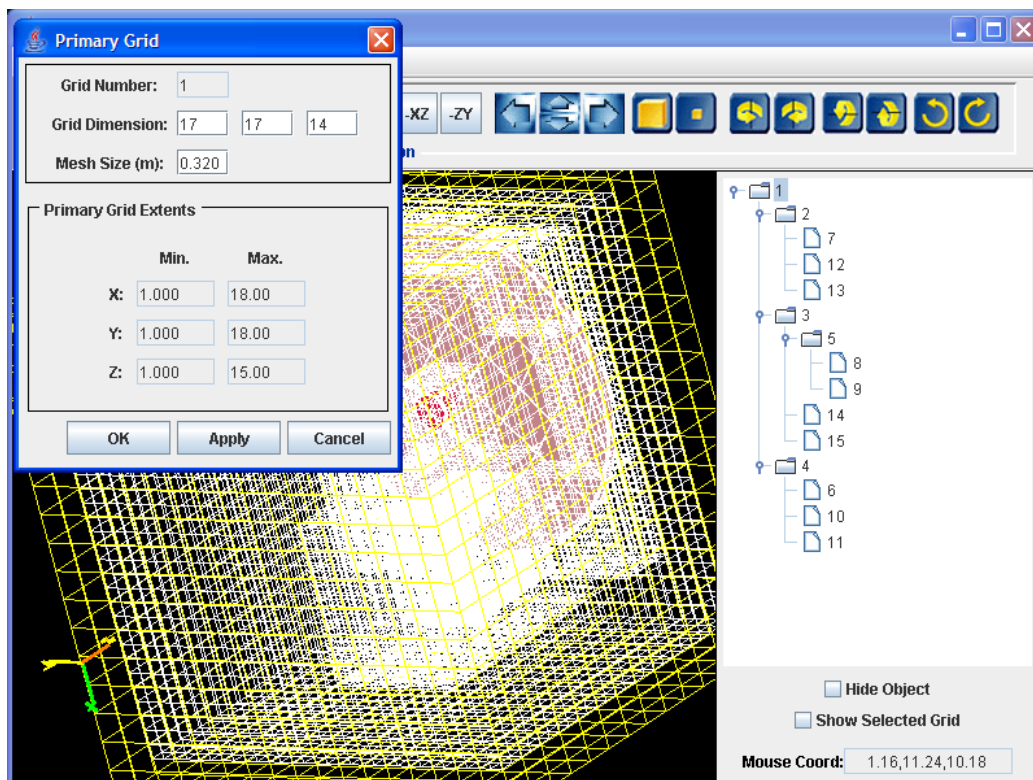 Primary Grid
Grid Number: 1
Grid Dimension: 17 17 14
Mesh Size (m): 0.320
Primary Grid Extents
Min. Max.
X: 1.000 18.00
Y: 1.000 18.00
Z: 1.000 15.00
OK Apply Cancel
-XZ -ZY
1
2
7
12
13
3
5
8
9
14
15
4
6
10
11
Hide Object
Show Selected Grid
Mouse Coord: 1.16,11.24,10.18